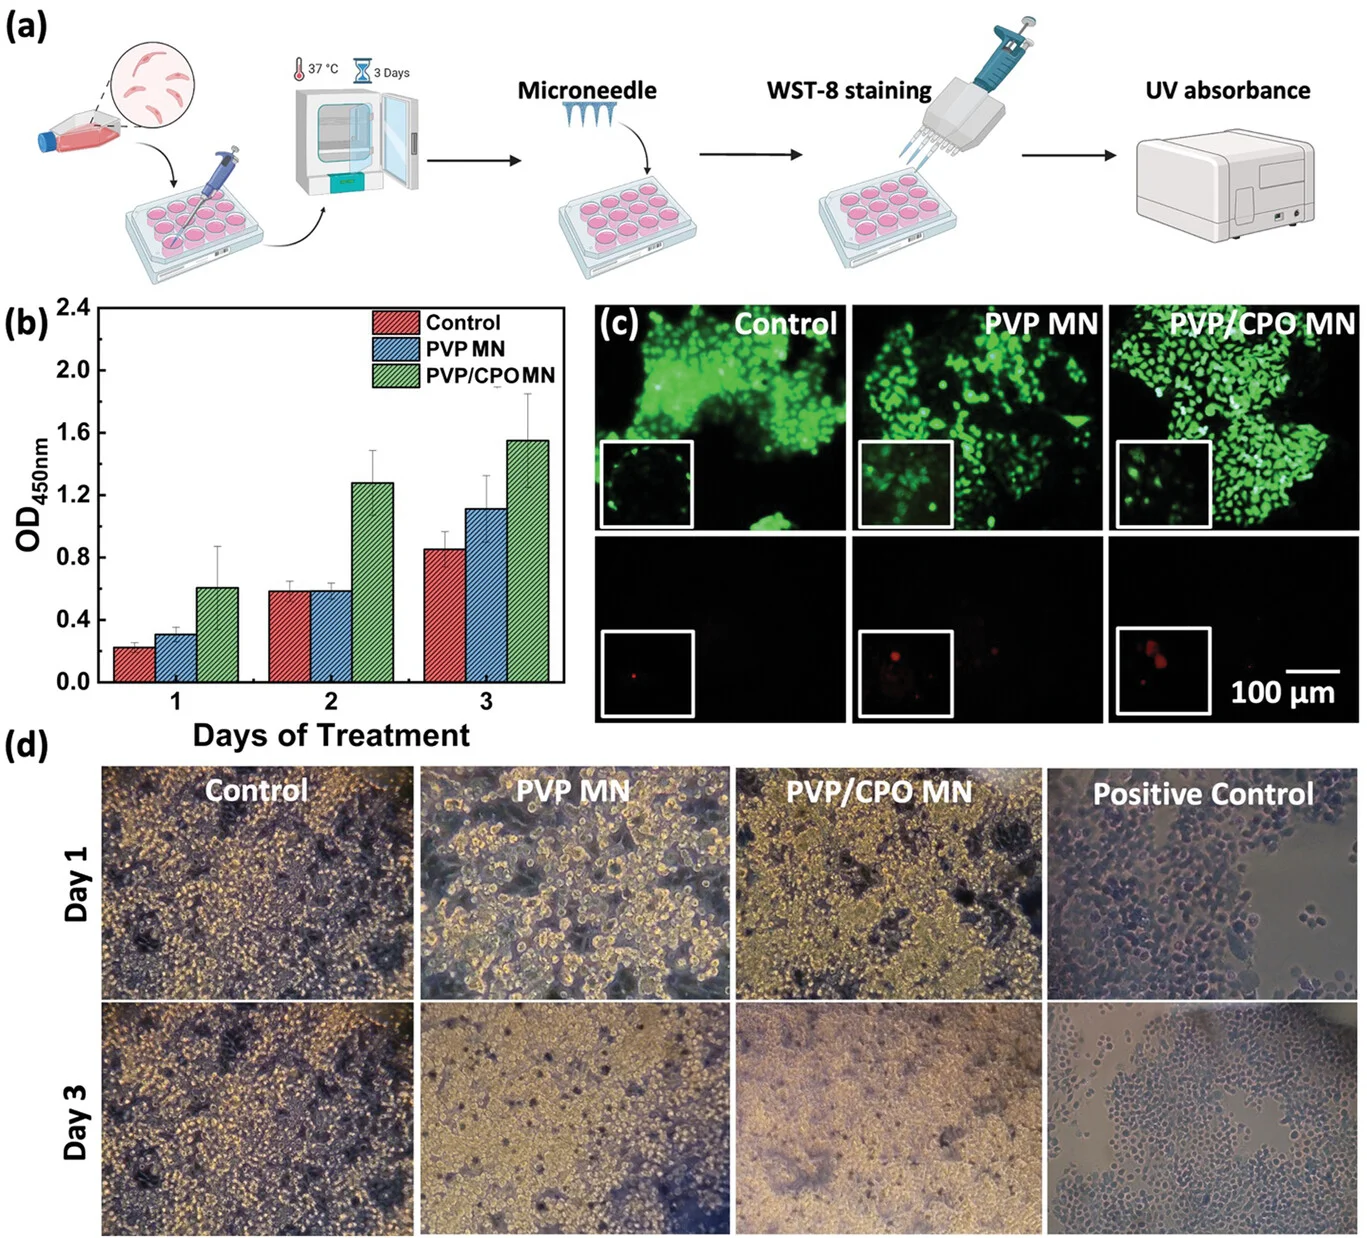 (a)
37 °C
3 Days
Microneedle
WST-8 staining
UV absorbance
(b)
2.4
2.0
1.6
1.2
0.8
0.4
0.0
OD450nm
Control
PVP MN
PVP/CPO MN
1
2
3
Days of Treatment
(c)
Control
PVP MN
PVP/CPO MN
100 µm
(d)
Control
PVP MN
PVP/CPO MN
Positive Control
Day 1
Day 3